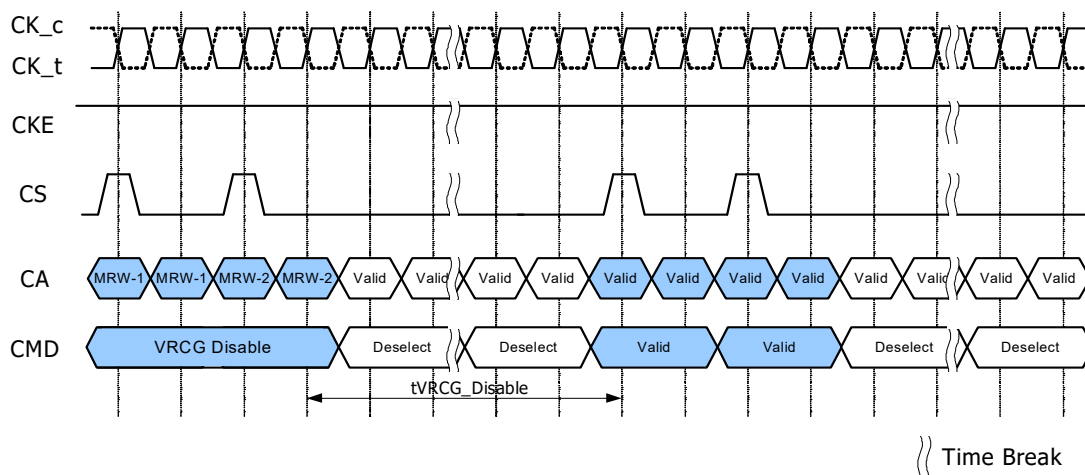 CK_c
CK_t
CKE
CS
CA MRW-1 MRW-1 MRW-2 MRW-2 Valid Valid Valid Valid Valid Valid Valid Valid Valid Valid Valid Valid
CMD VRCG Disable Deselect Deselect Valid Valid Deselect Deselect
tVRCG_Disable
Time Break